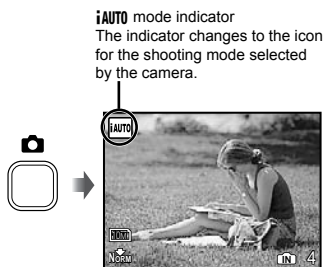 iAUTO mode indicator
The indicator changes to the icon
for the shooting mode selected
by the camera.
iAUTO
10M
NORM
IN 4